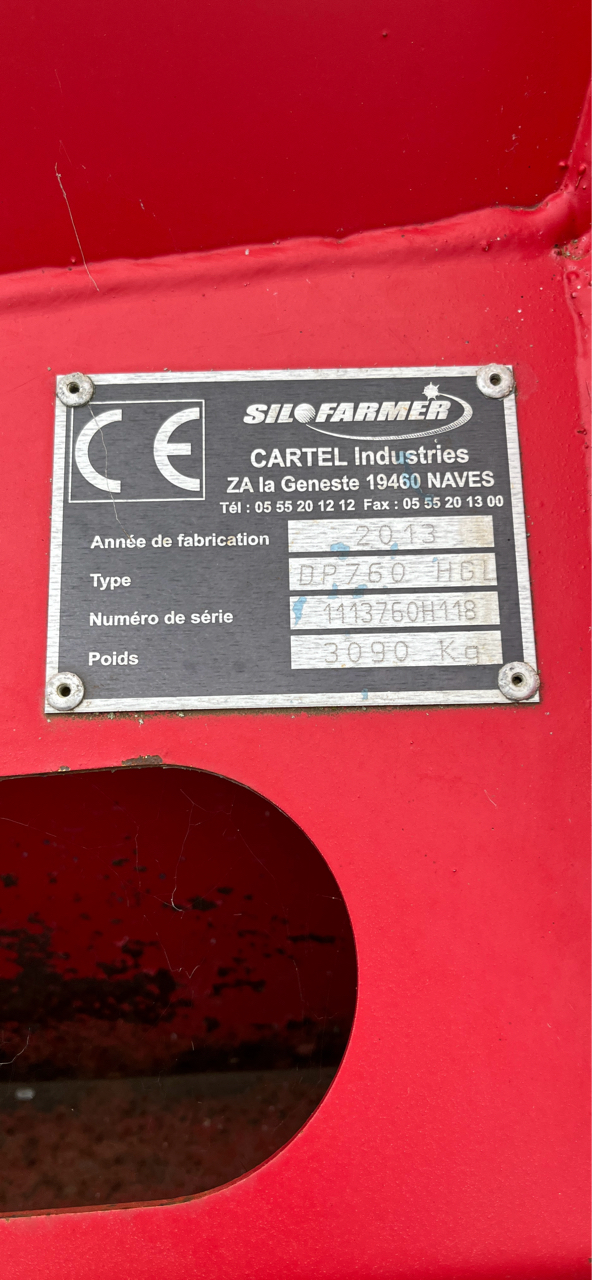 CE
SILOFARMER
CARTEL Industries
ZA la Geneste 19460 NAVES
Tél : 05 55 20 12 12 Fax : 05 55 20 13 00
Année de fabrication 2013
Type DP760 HGL
Numéro de série 1113760H118
Poids 3090 Kg